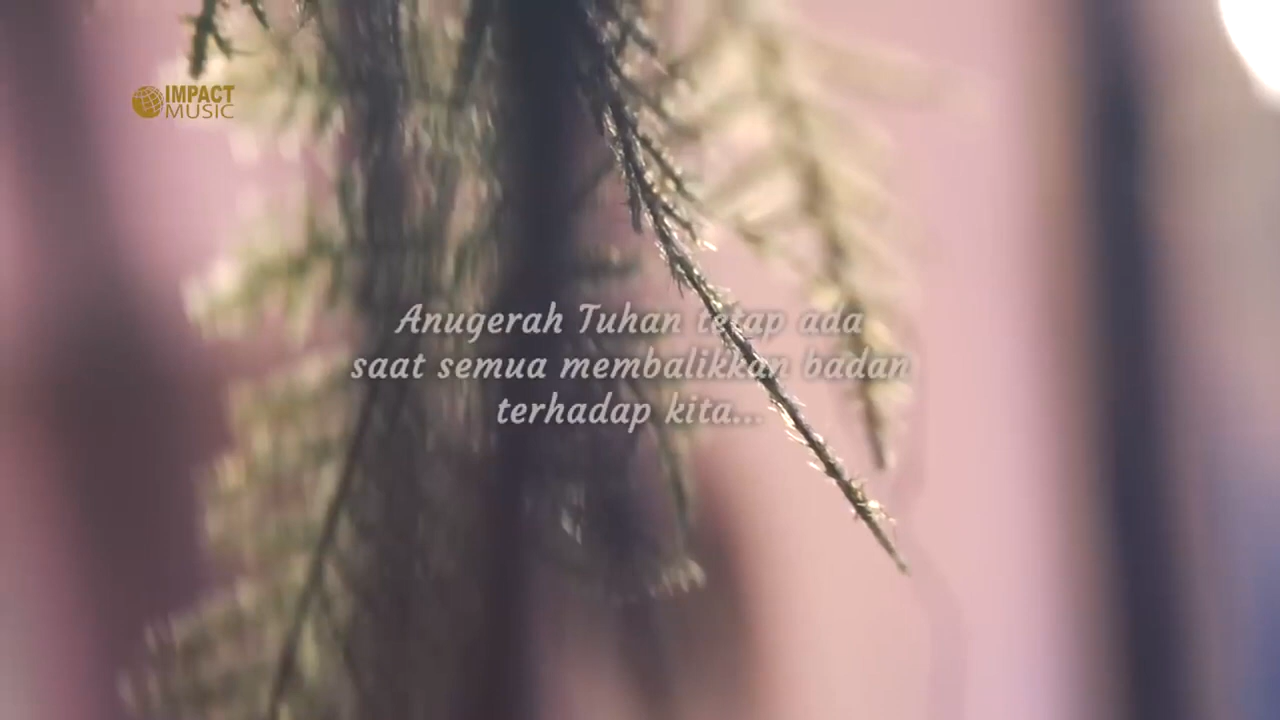 IMPACT
MUSIC
Anugerah Tuhan tetap ada
saat semua membalikkan badan
terhadap kita...